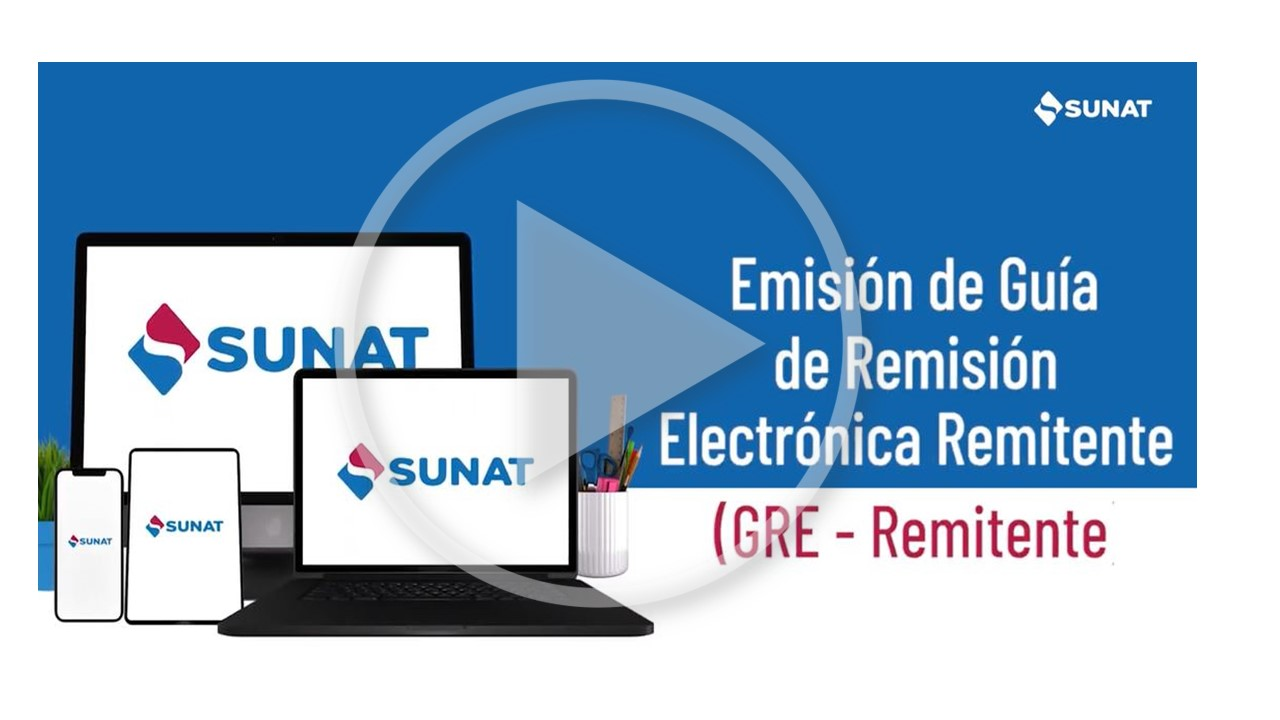 SUNAT
Emisión de Guía
de Remisión
Electrónica Remitente
(GRE - Remitente
SUNAT
SUNAT
SUNAT
SUNAT